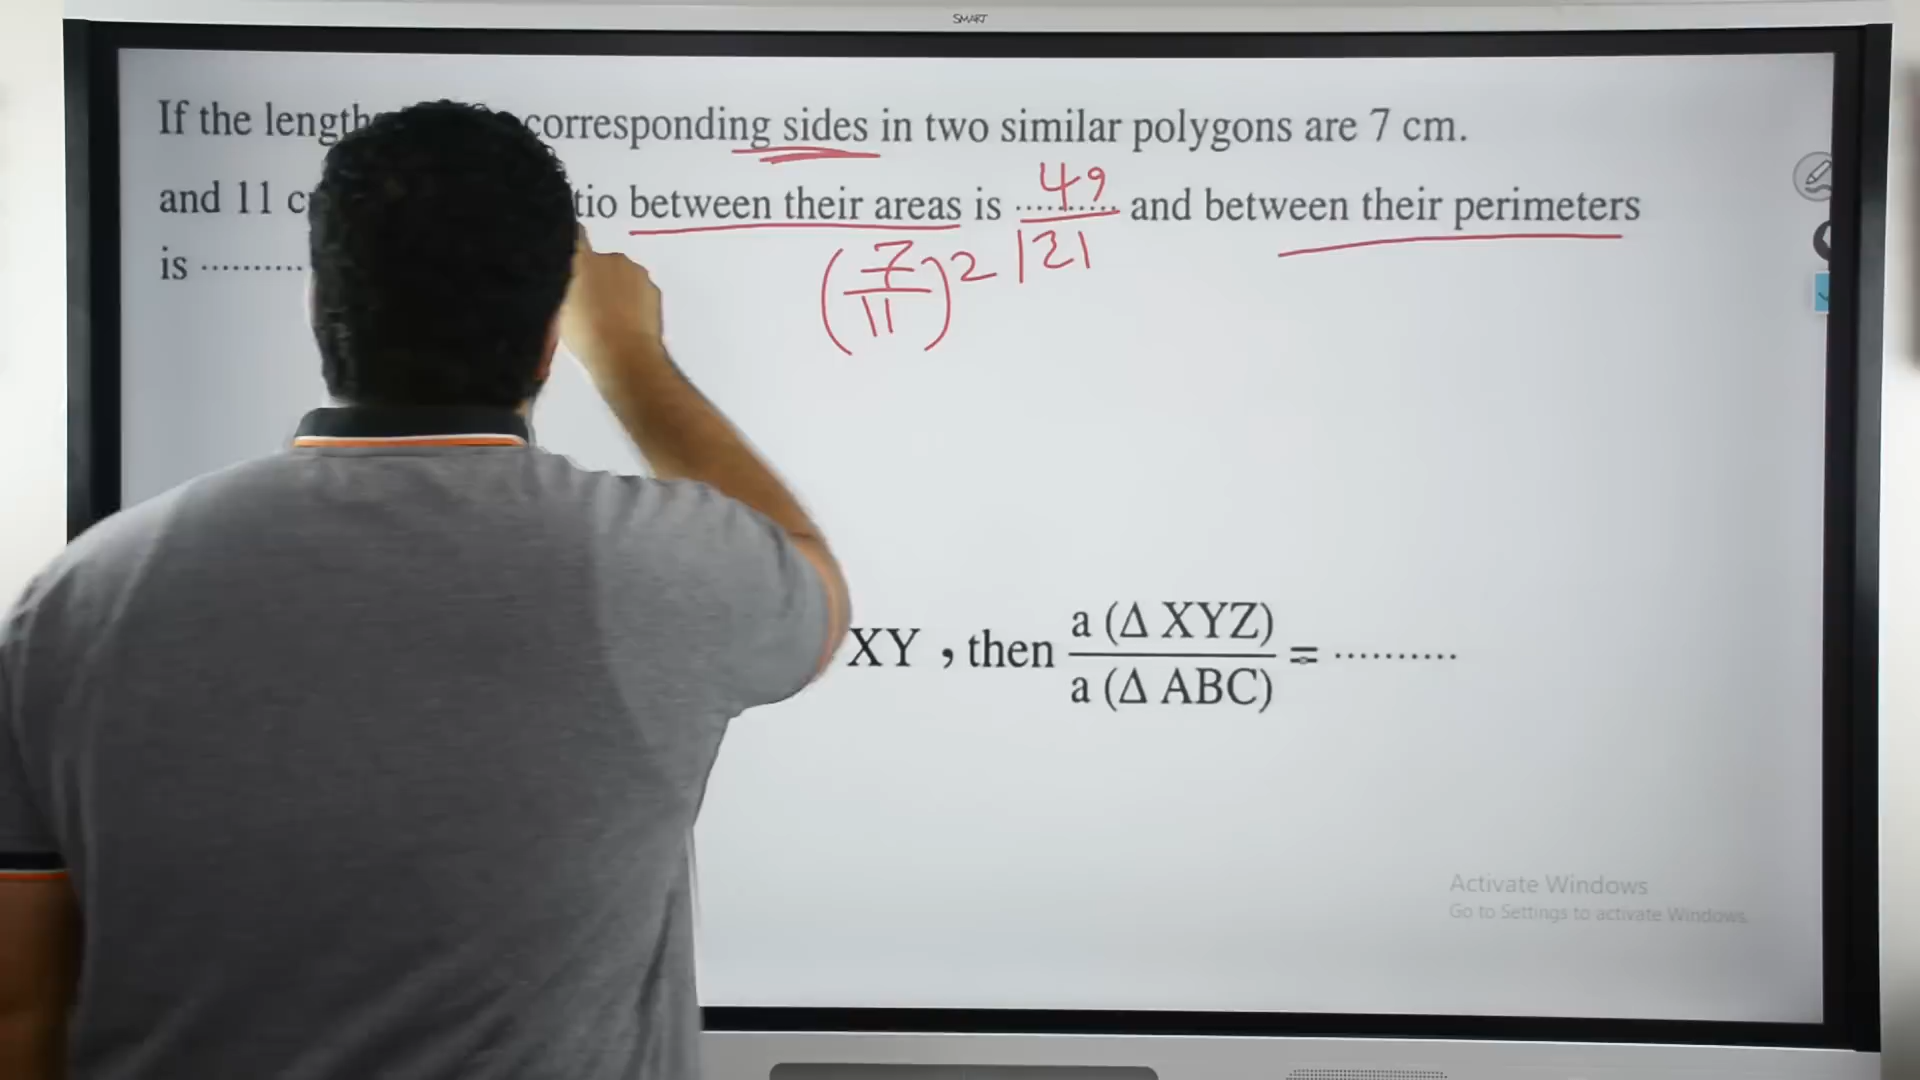 SMART
If the length corresponding sides in two similar polygons are 7 cm.
and 11 between their areas is .......... and between their perimeters
49
121
is ..........
(7/11)2
XY , then a (Δ XYZ) / a (Δ ABC) = ..........
Activate Windows
Go to Settings to activate Windows.